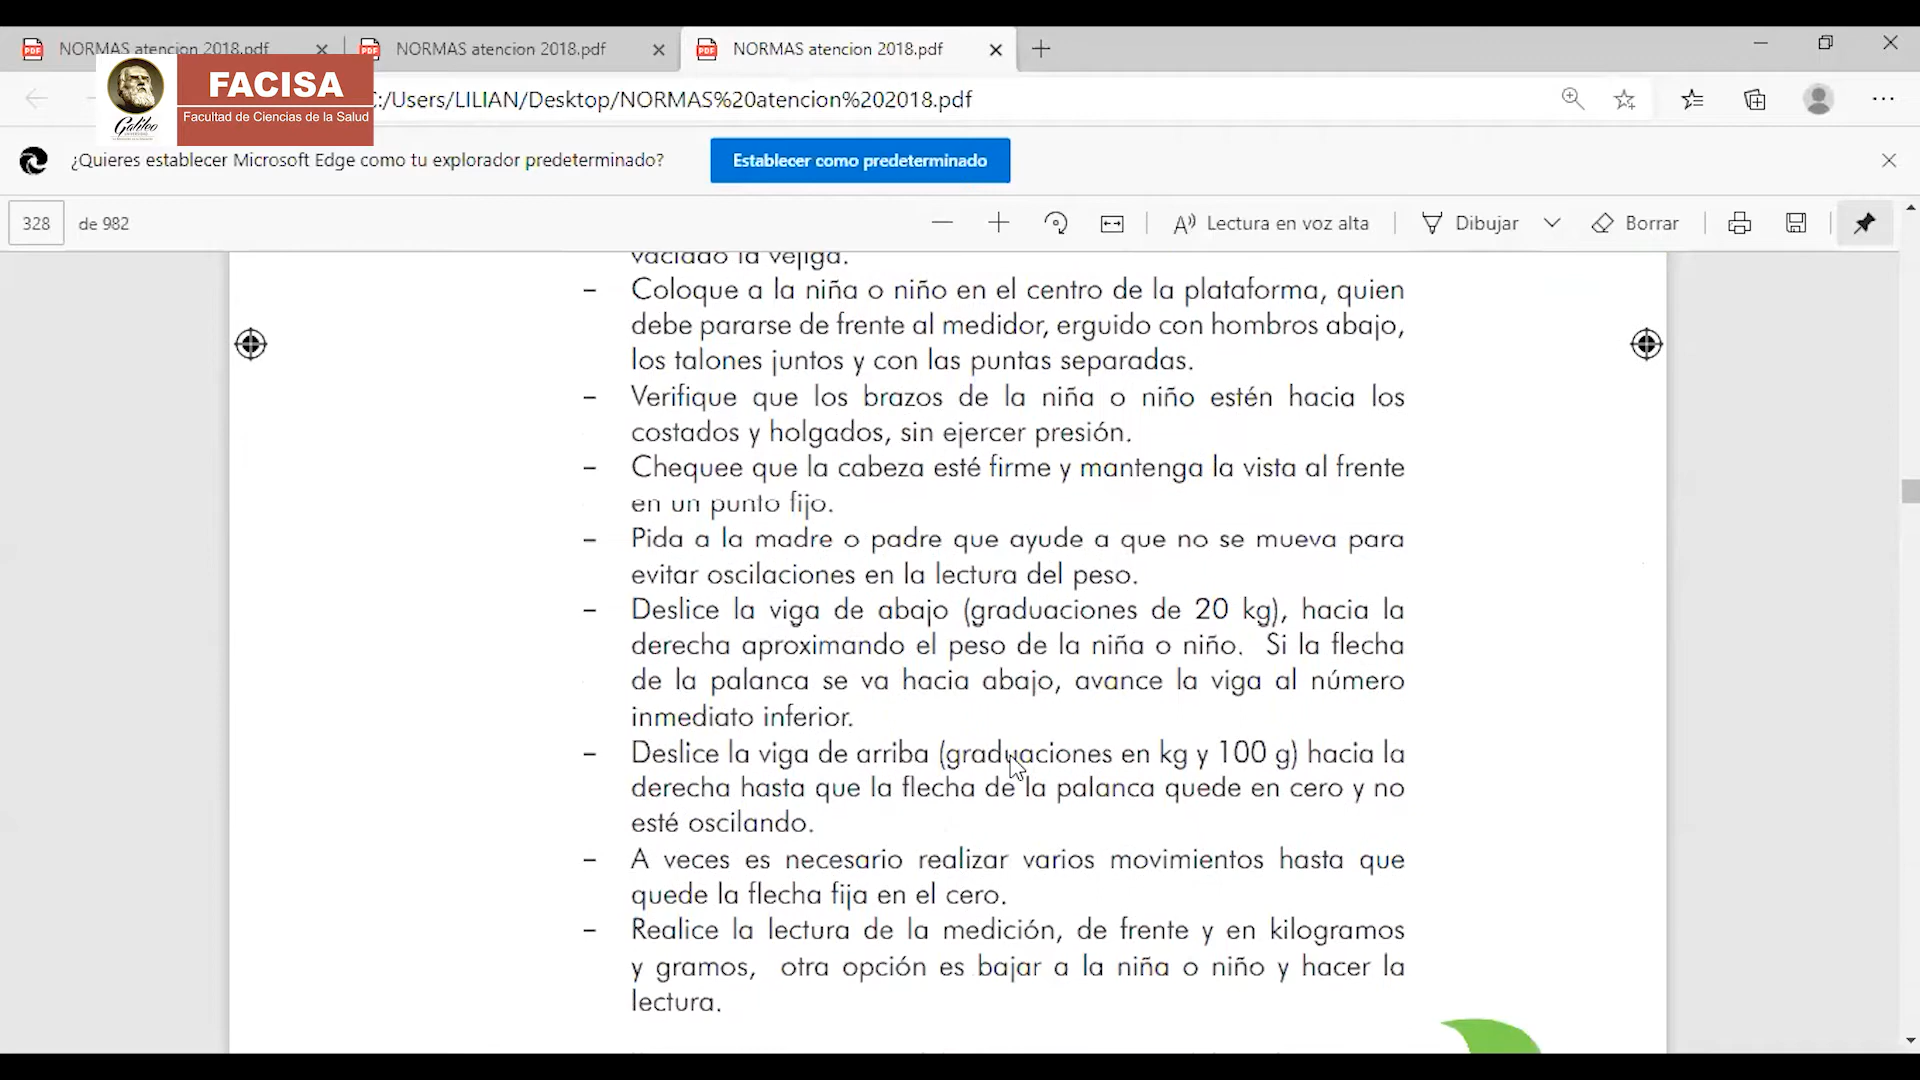 NORMAS atencion 2018.pdf
NORMAS atencion 2018.pdf
NORMAS atencion 2018.pdf
FACISA
Facultad de Ciencias de la Salud
Galileo
C:/Users/LILIAN/Desktop/NORMAS%20atencion%202018.pdf
¿Quieres establecer Microsoft Edge como tu explorador predeterminado?
Establecer como predeterminado
328 de 982
Lectura en voz alta
Dibujar
Borrar
vaciado la vejiga.
– Coloque a la niña o niño en el centro de la plataforma, quien
debe pararse de frente al medidor, erguido con hombros abajo,
los talones juntos y con las puntas separadas.
– Verifique que los brazos de la niña o niño estén hacia los
costados y holgados, sin ejercer presión.
– Chequee que la cabeza esté firme y mantenga la vista al frente
en un punto fijo.
– Pida a la madre o padre que ayude a que no se mueva para
evitar oscilaciones en la lectura del peso.
– Deslice la viga de abajo (graduaciones de 20 kg), hacia la
derecha aproximando el peso de la niña o niño. Si la flecha
de la palanca se va hacia abajo, avance la viga al número
inmediato inferior.
– Deslice la viga de arriba (graduaciones en kg y 100 g) hacia la
derecha hasta que la flecha de la palanca quede en cero y no
esté oscilando.
– A veces es necesario realizar varios movimientos hasta que
quede la flecha fija en el cero.
– Realice la lectura de la medición, de frente y en kilogramos
y gramos, otra opción es bajar a la niña o niño y hacer la
lectura.